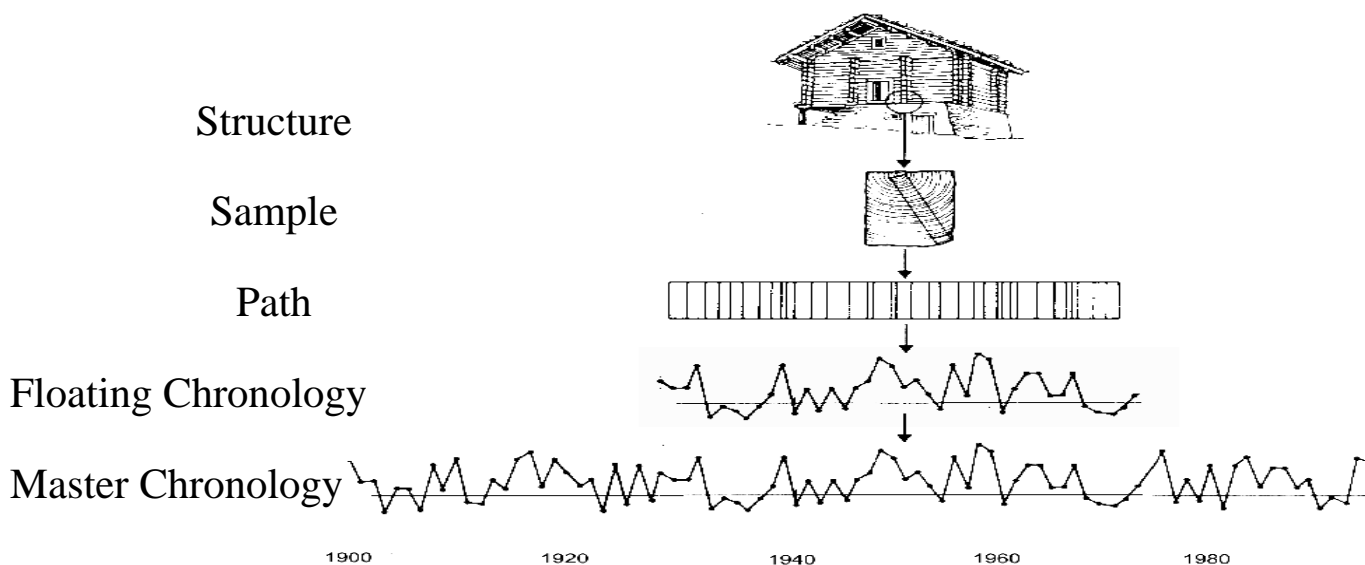 Structure
Sample
Path
Floating Chronology
Master Chronology
1900 1920 1940 1960 1980